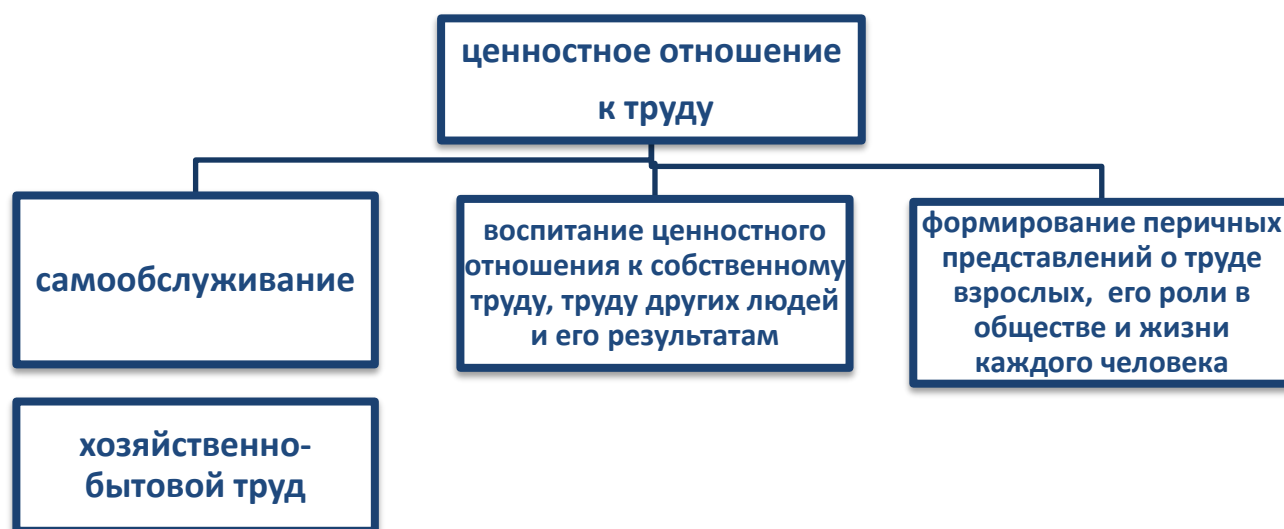 ценностное отношение
к труду
самообслуживание
воспитание ценностного
отношения к собственному
труду, труду других людей
и его результатам
формирование перичных
представлений о труде
взрослых, его роли в
обществе и жизни
каждого человека
хозяйственно-
бытовой труд